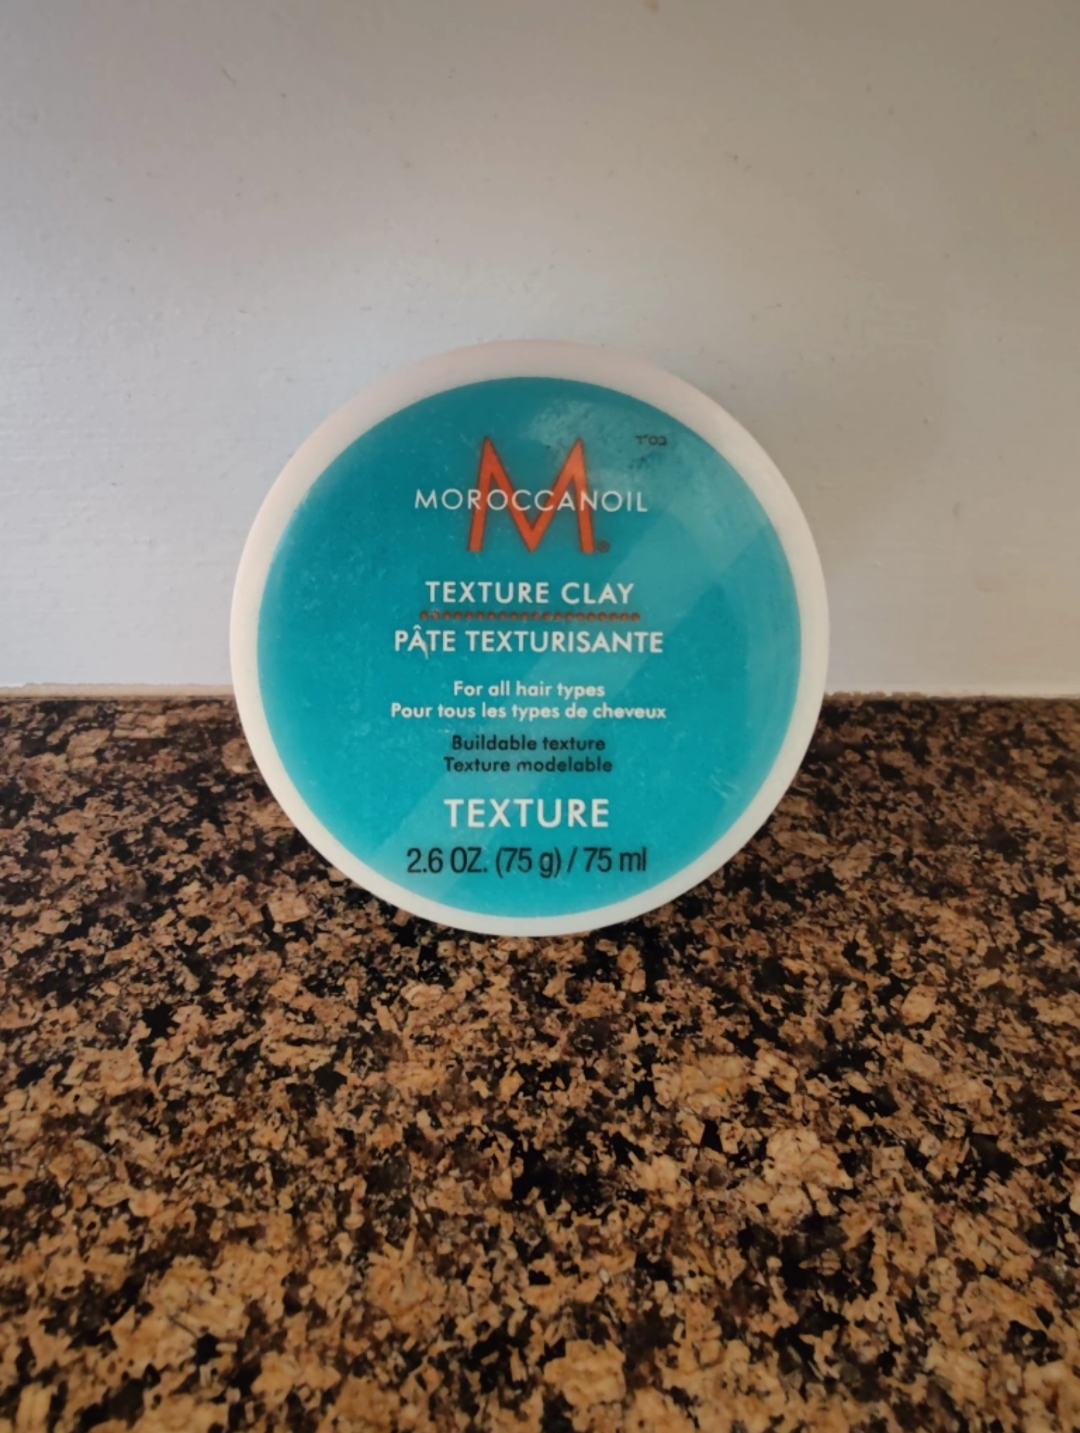 בס"ד
M
MOROCCANOIL
®
TEXTURE CLAY
PÂTE TEXTURISANTE
For all hair types
Pour tous les types de cheveux
Buildable texture
Texture modelable
TEXTURE
2.6 OZ. (75 g) / 75 ml